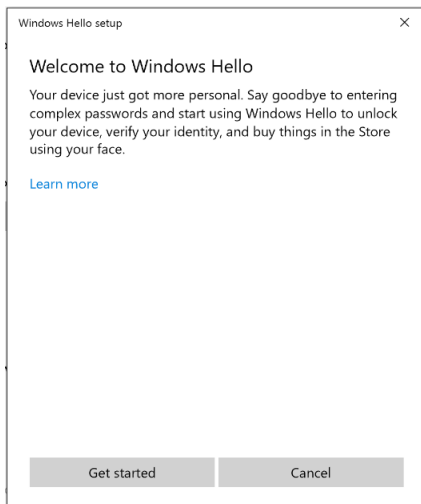 Windows Hello setup
Welcome to Windows Hello
Your device just got more personal. Say goodbye to entering
complex passwords and start using Windows Hello to unlock
your device, verify your identity, and buy things in the Store
using your face.
Learn more
Get started
Cancel